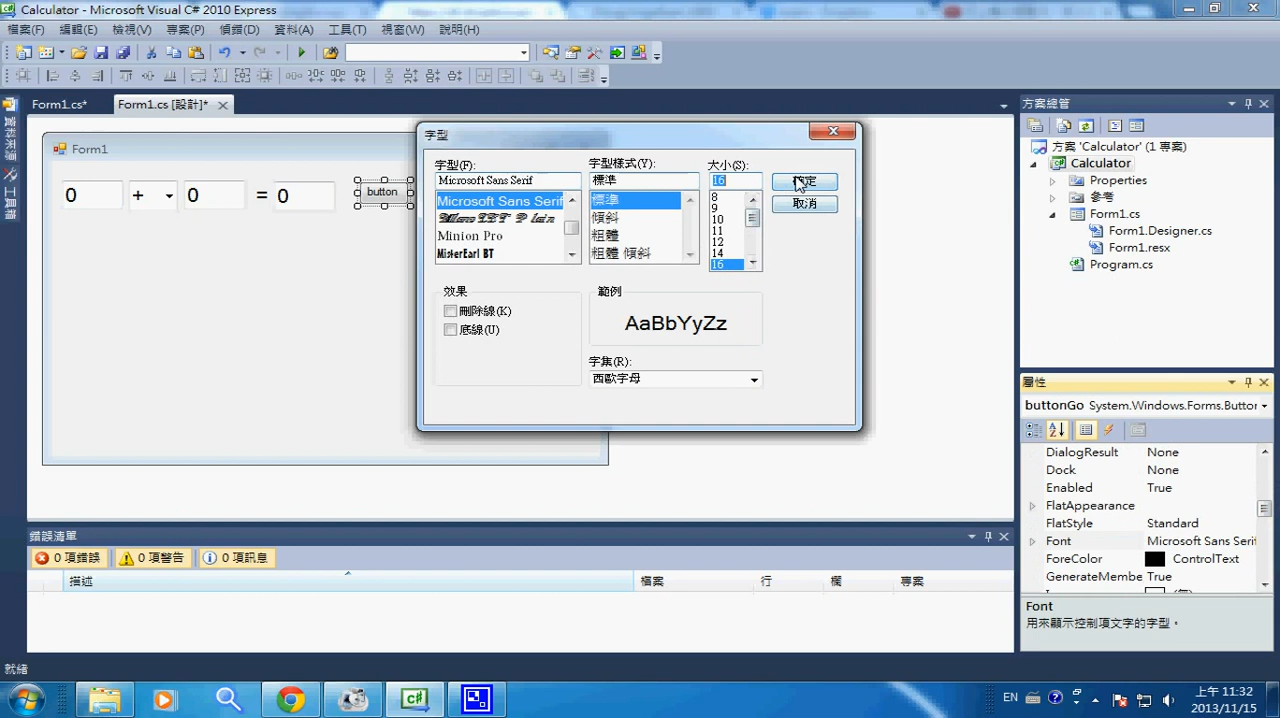 Calculator - Microsoft Visual C# 2010 Express
檔案(F) 編輯(E) 檢視(V) 專案(P) 偵錯(D) 資料(A) 工具(T) 視窗(W) 說明(H)
Form1.cs* Form1.cs [設計]*
資料來源
工具箱
Form1
0 + 0 = 0 button
字型
字型(F): 字型樣式(Y): 大小(S):
Microsoft Sans Serif 標準 16 確定
Microsoft Sans Serif 標準 8 取消
傾斜 9
Minion Pro 粗體 10
MisterEarl BT 粗體 傾斜 11
12
14
16
效果 範例
刪除線(K)
底線(U)
AaBbYyZz
字集(R):
西歐字母
方案總管
方案 'Calculator' (1 專案)
Calculator
Properties
參考
Form1.cs
Form1.Designer.cs
Form1.resx
Program.cs
屬性
buttonGo System.Windows.Forms.Button
DialogResult None
Dock None
Enabled True
FlatAppearance
FlatStyle Standard
Font Microsoft Sans Serif
ForeColor ControlText
GenerateMembe True
Font
用來顯示控制項文字的字型。
錯誤清單
0 項錯誤 0 項警告 0 項訊息
描述 檔案 行 欄 專案
就緒
EN 上午 11:32
2013/11/15